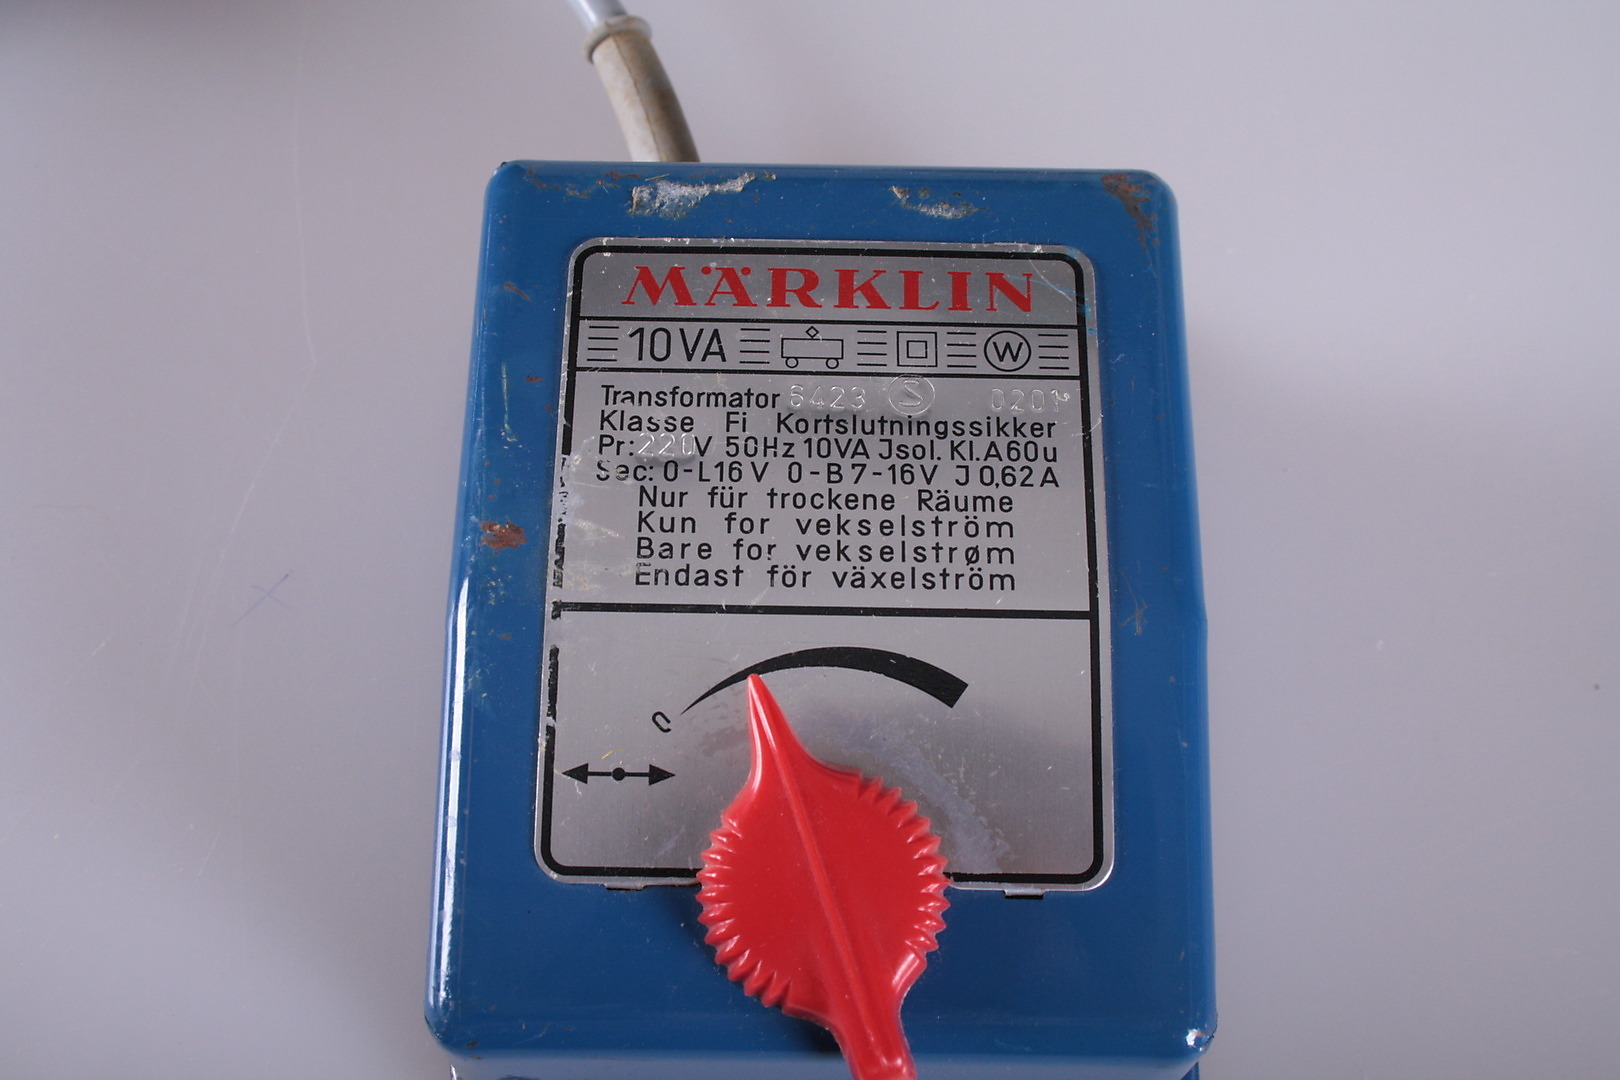 MÄRKLIN
10VA W
Transformator 6423 S 0201
Klasse Fi Kortslutningssikker
Pr: 220V 50Hz 10VA Jsol. Kl. A60u
Sec: 0-L16V 0-B7-16V J 0,62A
Nur für trockene Räume
Kun for vekselström
Bare for vekselstrøm
Endast för växelström
0